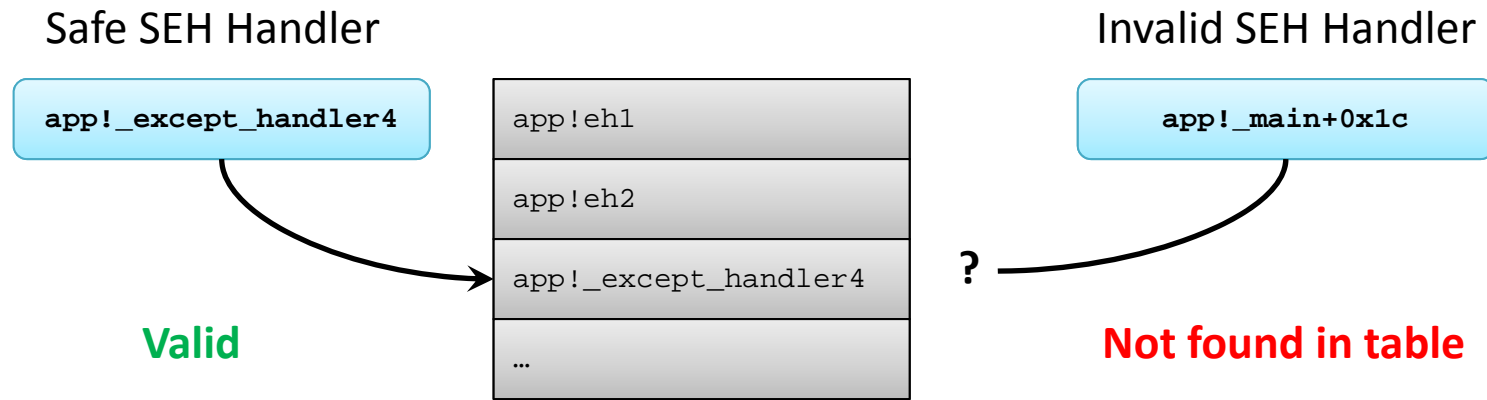 Safe SEH Handler
Invalid SEH Handler
app!_except_handler4
app!eh1
app!_main+0x1c
app!eh2
app!_except_handler4
?
Valid
Not found in table
…